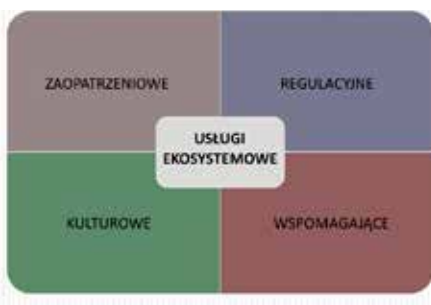 ZAOPATRZENIOWE
REGULACYJNE
USŁUGI
EKOSYSTEMOWE
KULTUROWE
WSPOMAGAJĄCE